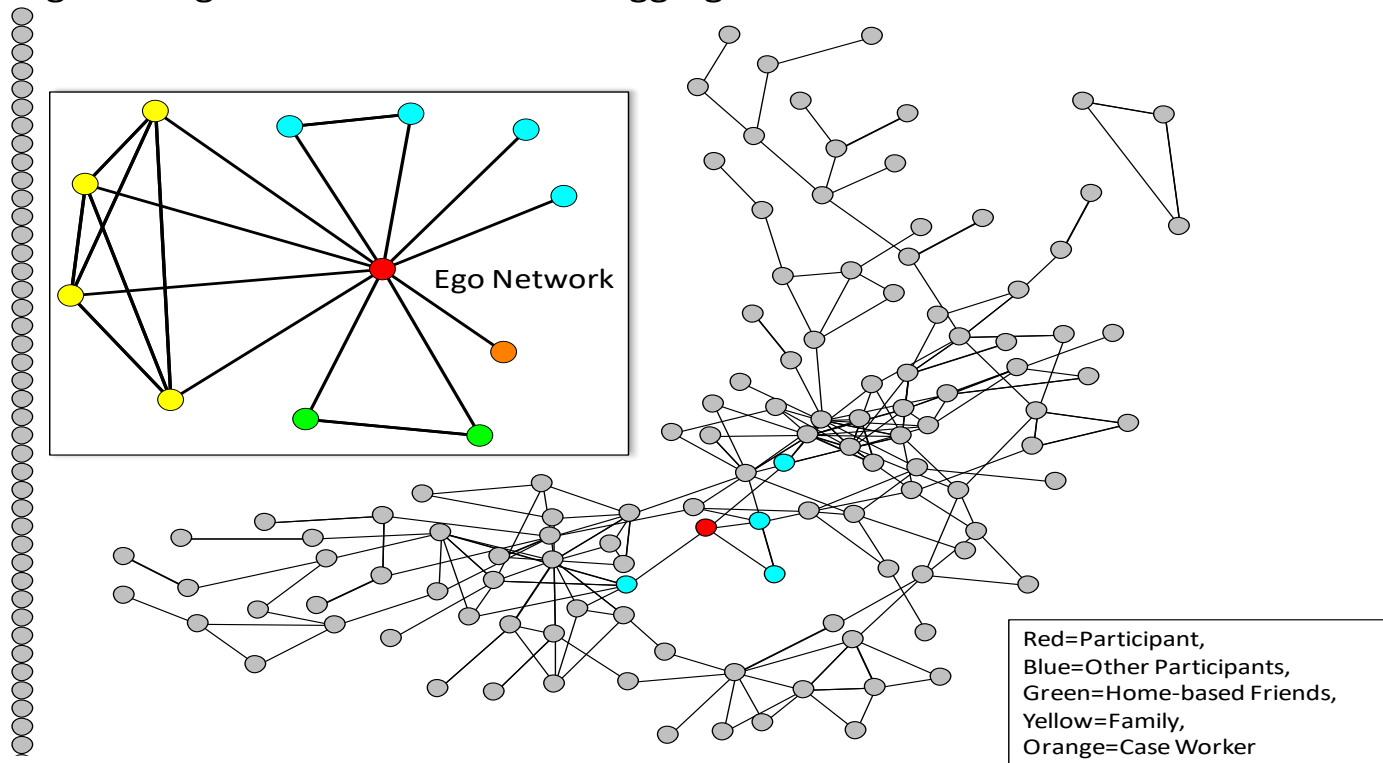 Ego Network
Red=Participant,
Blue=Other Participants,
Green=Home-based Friends,
Yellow=Family,
Orange=Case Worker